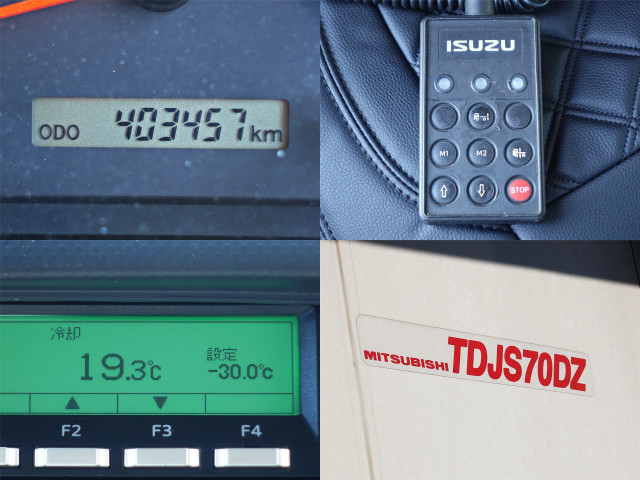 ODO 403457 km
ISUZU
M1 M2
STOP
冷却
19.3℃
設定
-30.0℃
▲ ▼
F2 F3 F4
MITSUBISHI TDJS70DZ